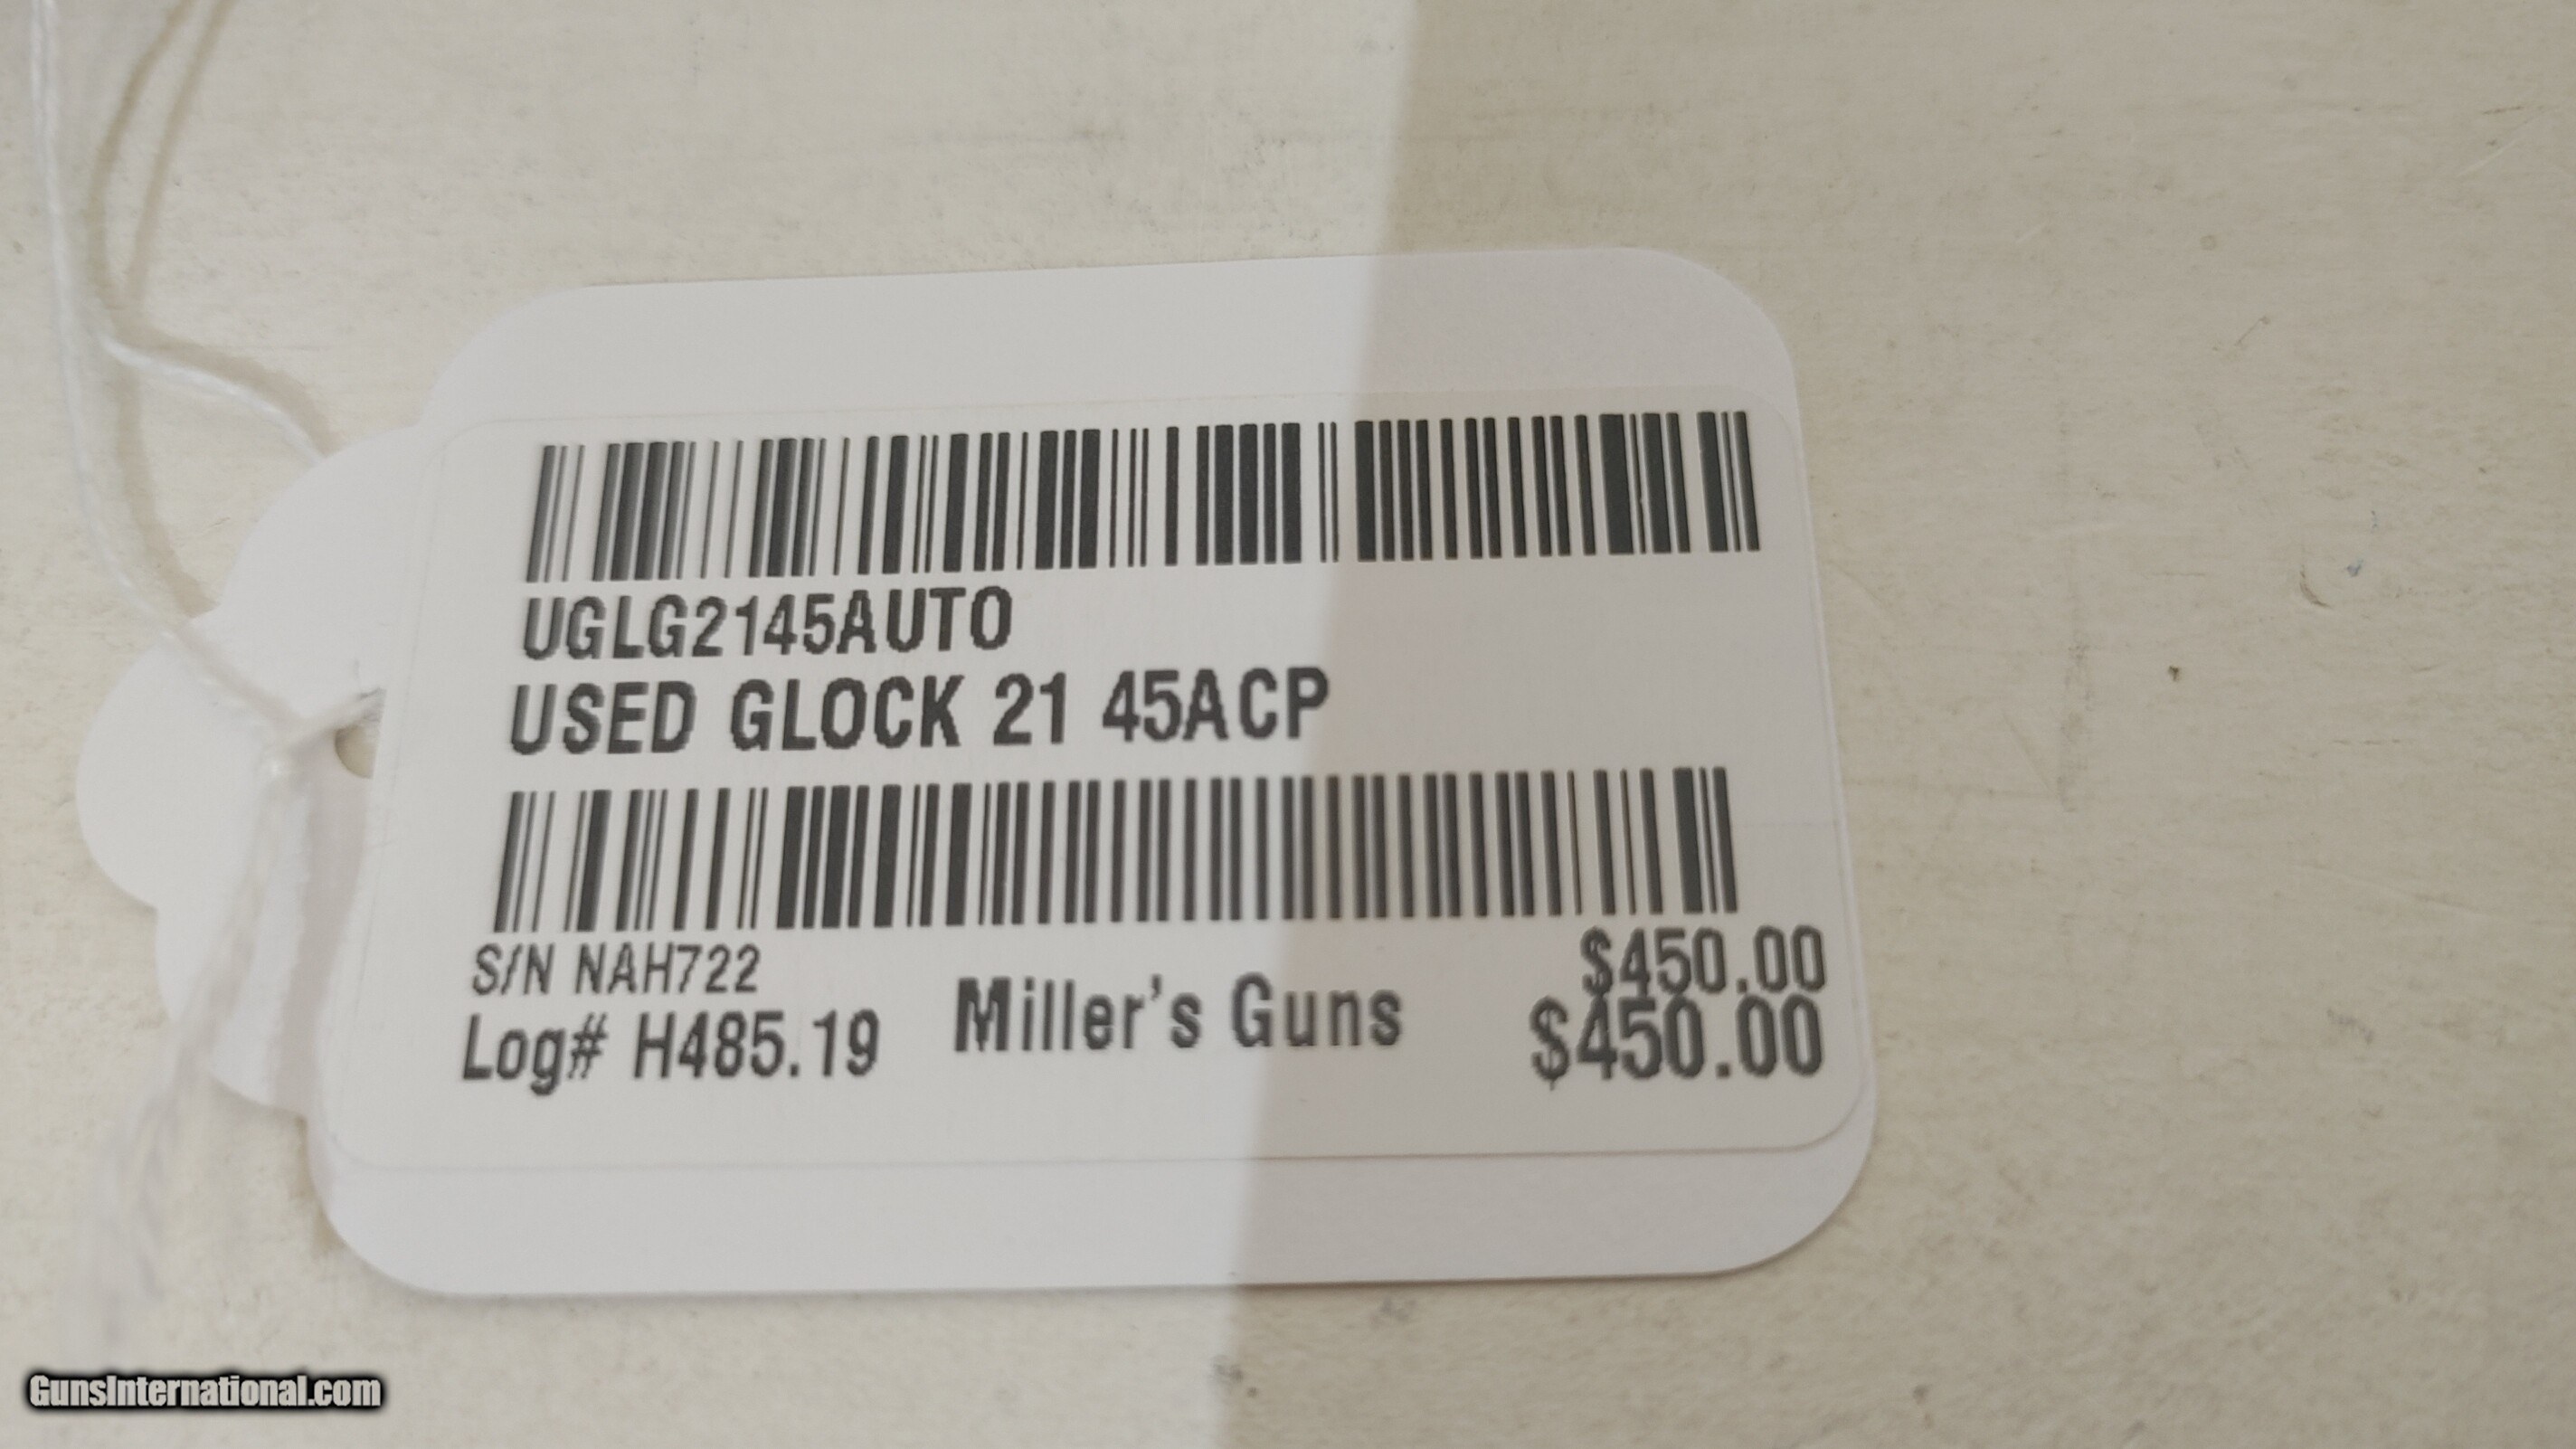 UGLG2145AUTO
USED GLOCK 21 45ACP
S/N NAH722
$450.00
Log# H485.19
Miller's Guns
$450.00
GunsInternational.com